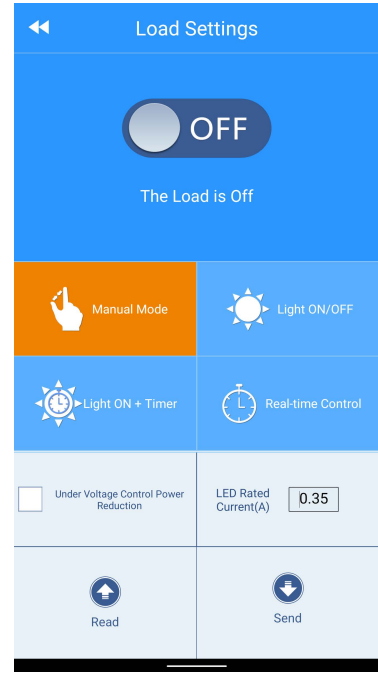 Load Settings
OFF
The Load is Off
Manual Mode
Light ON/OFF
Light ON + Timer
Real-time Control
Under Voltage Control Power
Reduction
LED Rated
Current(A)
0.35
Read
Send